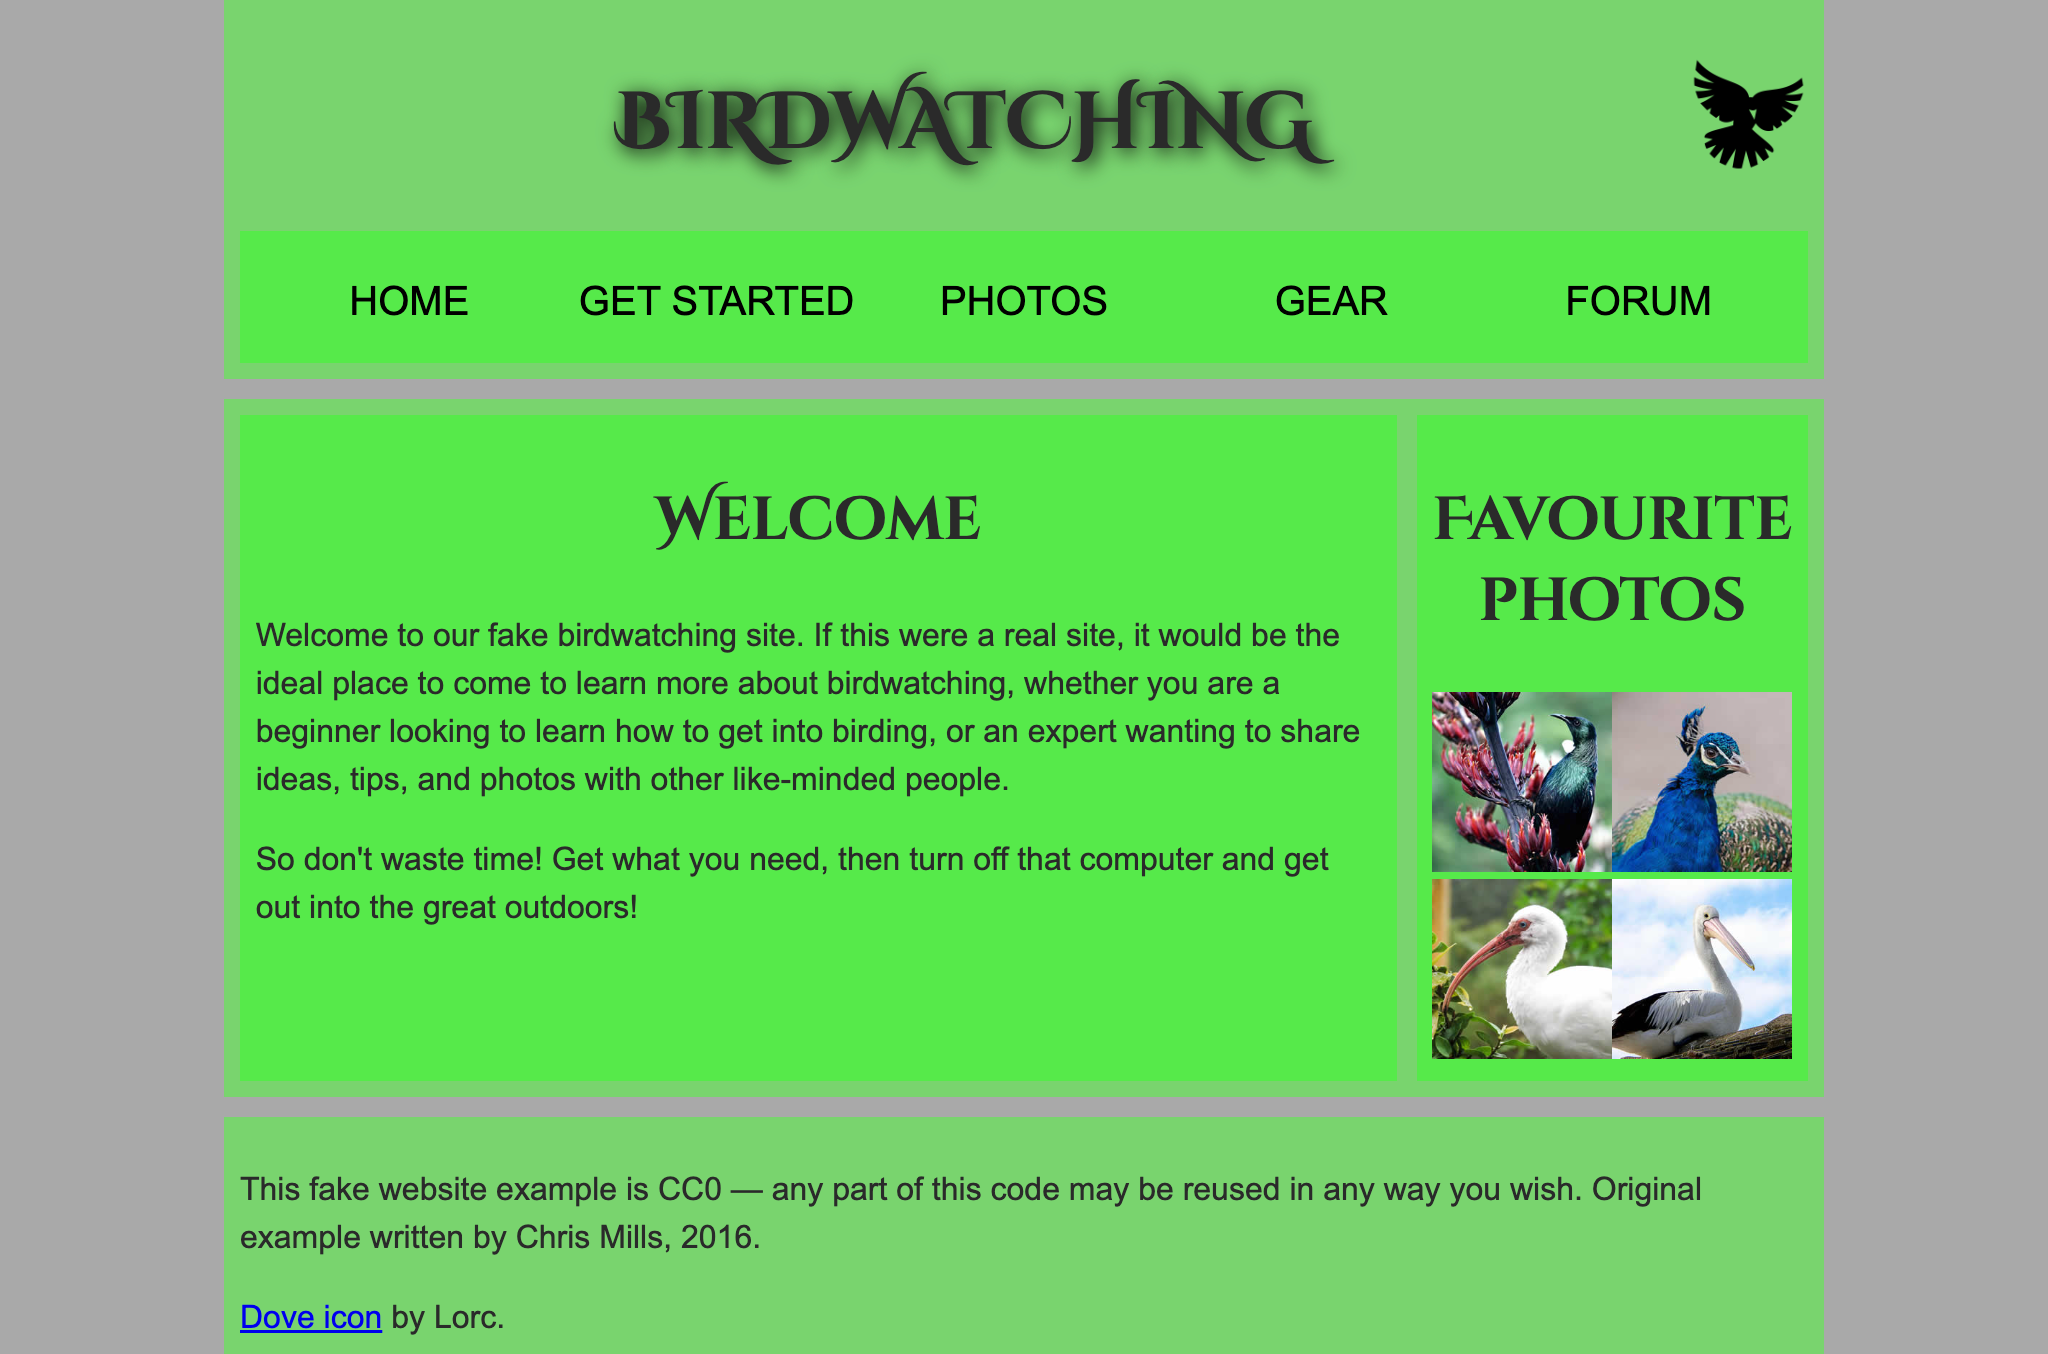 BIRDWATCHING
HOME GET STARTED PHOTOS GEAR FORUM
Welcome
Welcome to our fake birdwatching site. If this were a real site, it would be the
ideal place to come to learn more about birdwatching, whether you are a
beginner looking to learn how to get into birding, or an expert wanting to share
ideas, tips, and photos with other like-minded people.
So don't waste time! Get what you need, then turn off that computer and get
out into the great outdoors!
Favourite
photos
This fake website example is CC0 — any part of this code may be reused in any way you wish. Original
example written by Chris Mills, 2016.
Dove icon by Lorc.